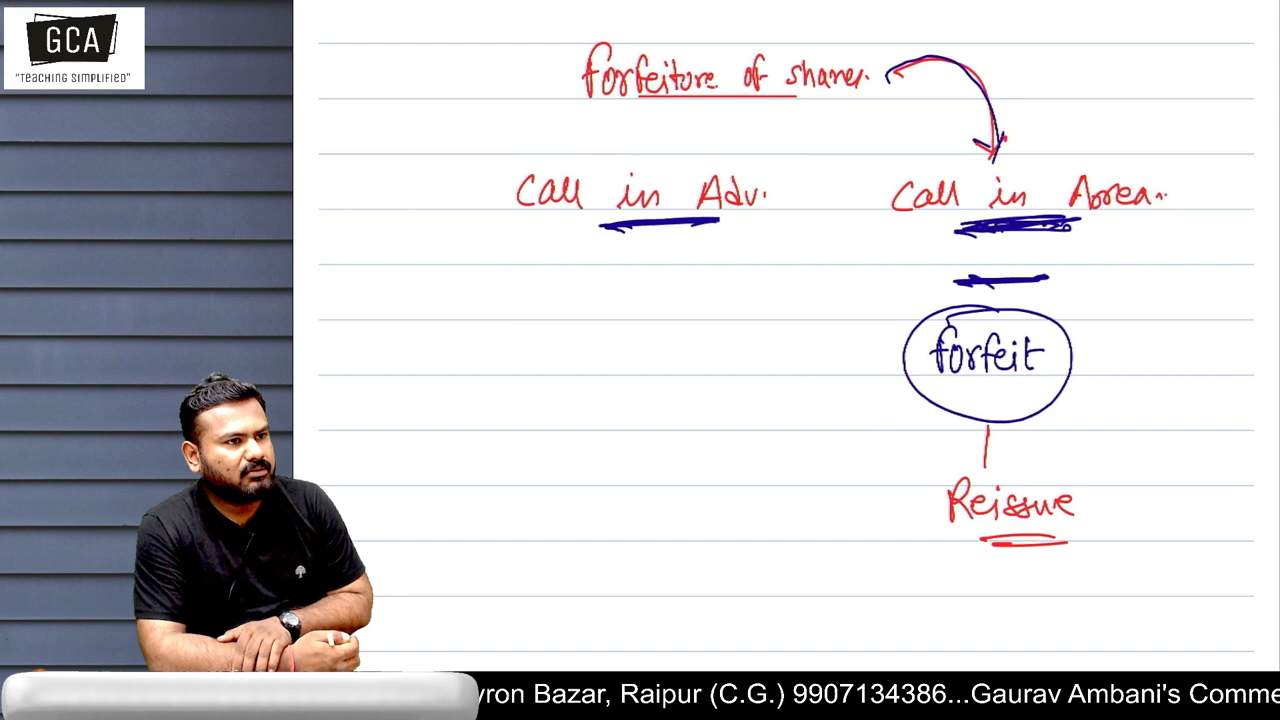 GCA
"TEACHING SIMPLIFIED"
forfeiture of shares.
Call in Adv. Call in Arrea..
forfeit
Reissue
yron Bazar, Raipur (C.G.) 9907134386...Gaurav Ambani's Comme